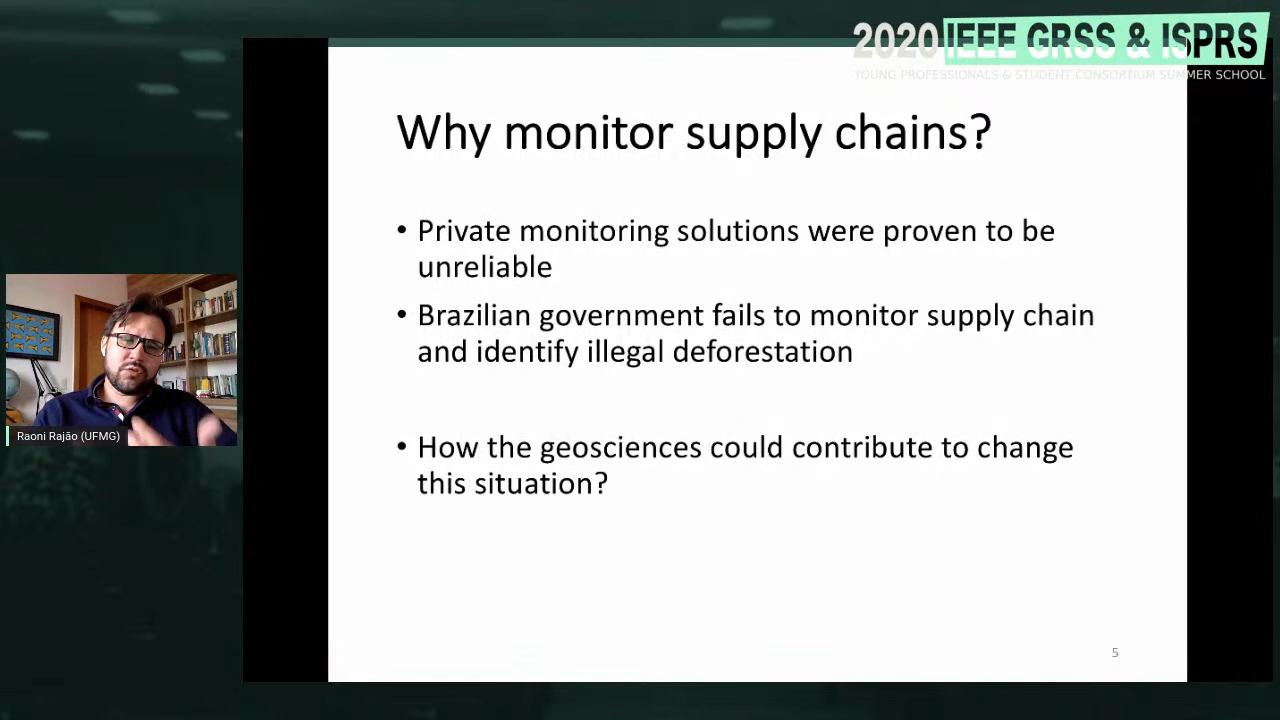 2020 IEEE GRSS & ISPRS
YOUNG PROFESSIONALS & STUDENT CONSORTIUM SUMMER SCHOOL
Why monitor supply chains?
• Private monitoring solutions were proven to be
unreliable
• Brazilian government fails to monitor supply chain
and identify illegal deforestation
• How the geosciences could contribute to change
this situation?
Raoni Rajão (UFMG)
5